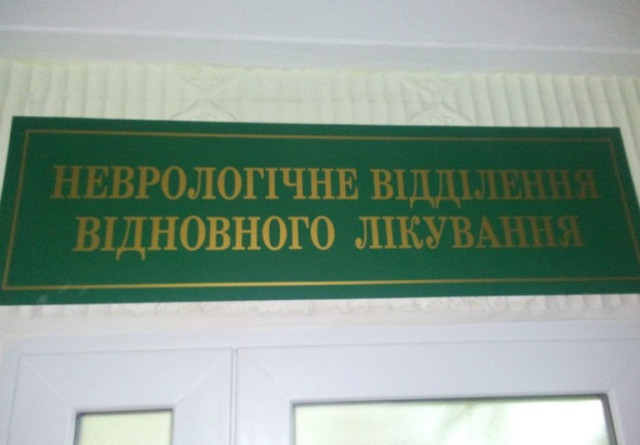 НЕВРОЛОГІЧНЕ ВІДДІЛЕННЯ
ВІДНОВНОГО ЛІКУВАННЯ